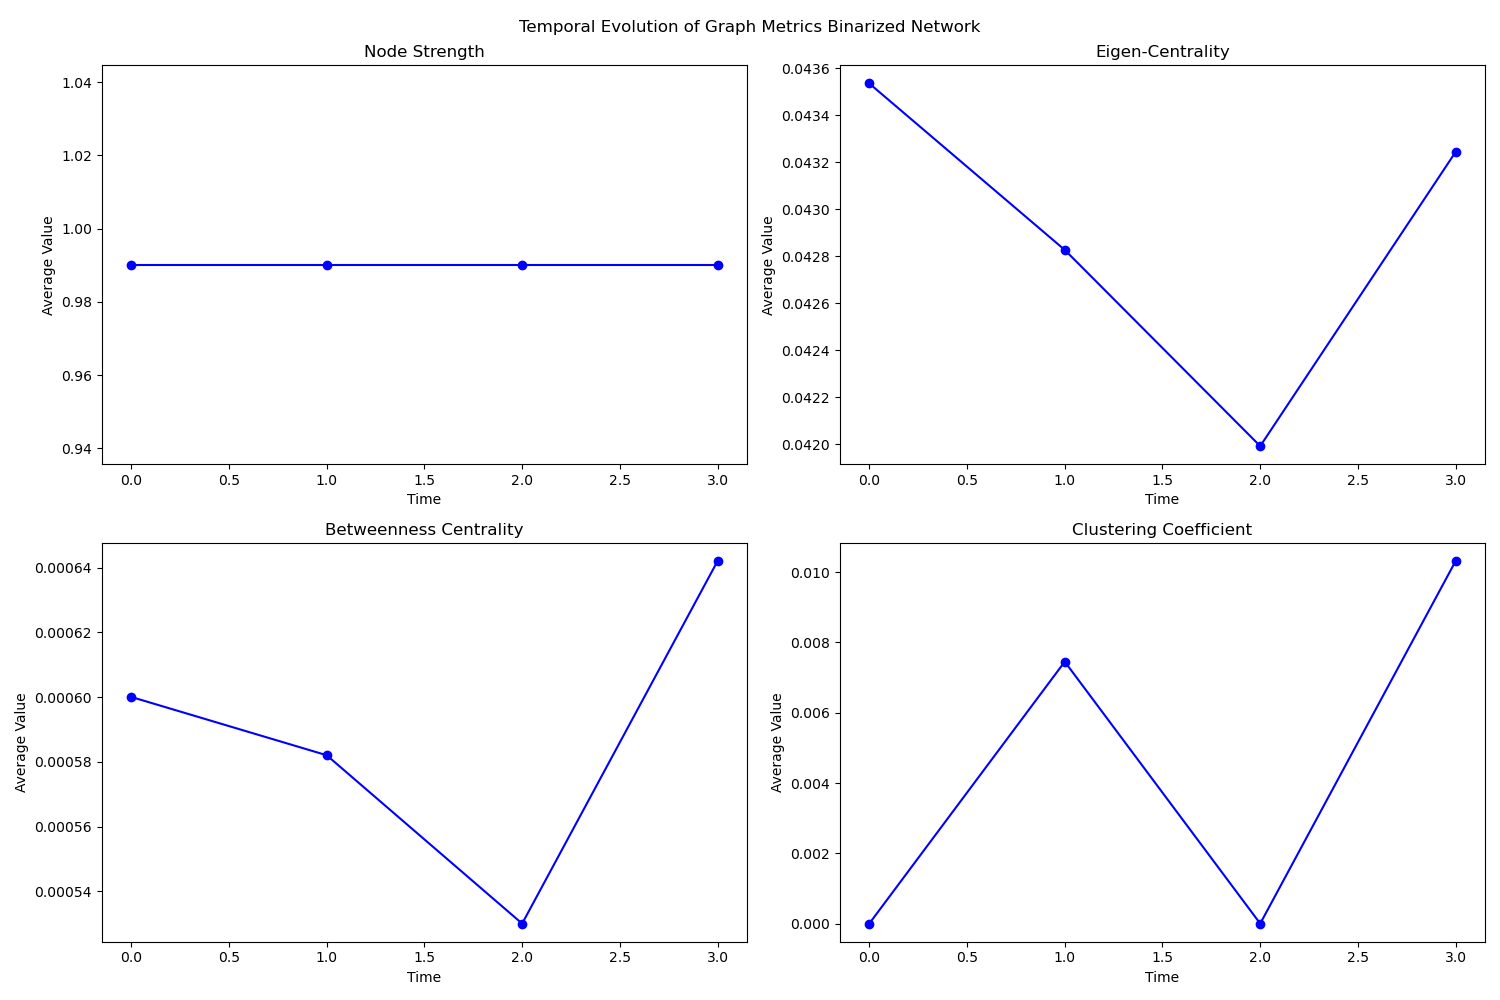 Temporal Evolution of Graph Metrics Binarized Network
Node Strength
1.04
1.02
1.00
0.98
0.96
0.94
Average Value
0.0 0.5 1.0 1.5 2.0 2.5 3.0
Time
Eigen-Centrality
0.0436
0.0434
0.0432
0.0430
0.0428
0.0426
0.0424
0.0422
0.0420
Average Value
0.0 0.5 1.0 1.5 2.0 2.5 3.0
Time
Betweenness Centrality
0.00064
0.00062
0.00060
0.00058
0.00056
0.00054
Average Value
0.0 0.5 1.0 1.5 2.0 2.5 3.0
Time
Clustering Coefficient
0.010
0.008
0.006
0.004
0.002
0.000
Average Value
0.0 0.5 1.0 1.5 2.0 2.5 3.0
Time